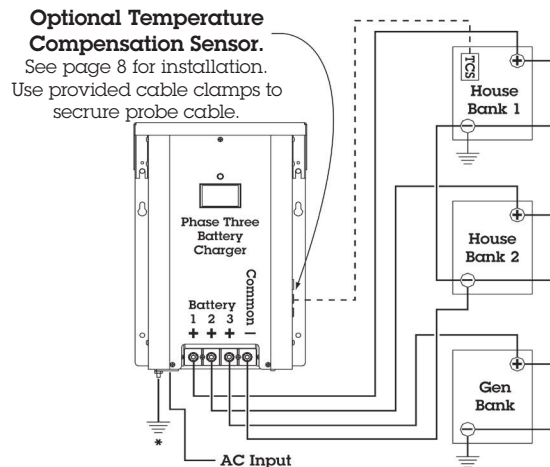 Optional Temperature
Compensation Sensor.
See page 8 for installation.
Use provided cable clamps to
secrure probe cable.
TCS
House
Bank 1
Phase Three
Battery
Charger
Common
Battery
1 2 3
+ + + −
House
Bank 2
Gen
Bank
*
AC Input